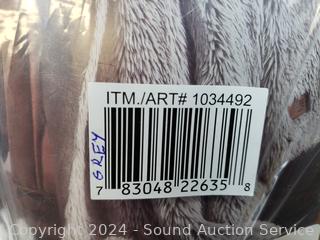 ITM./ART# 1034492
GREY
7 83048 22635 8
Copyright 2024 - Sound Auction Service